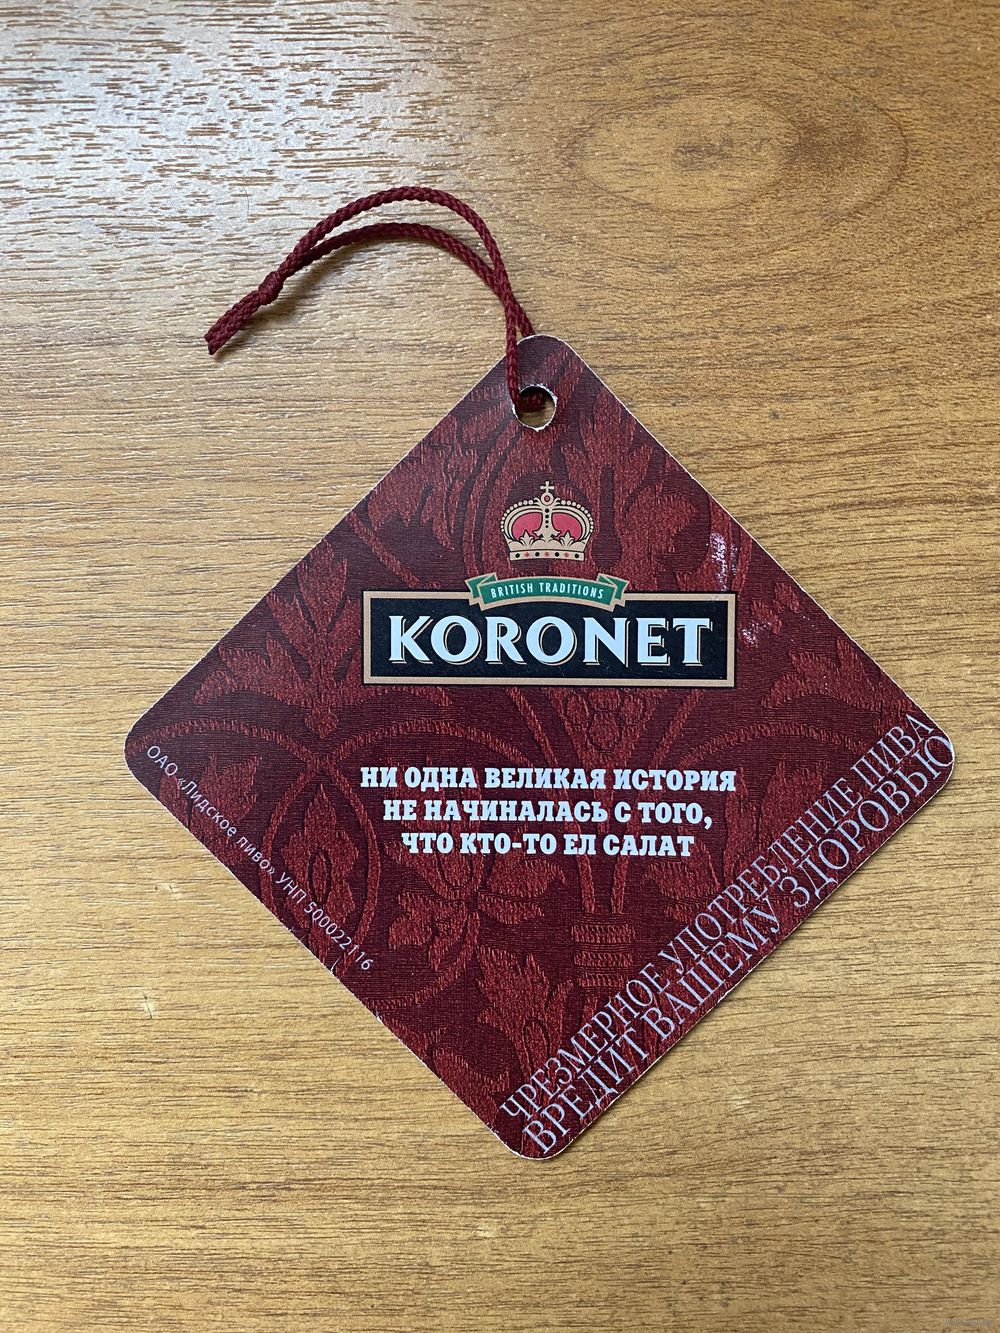 BRITISH TRADITIONS
KORONET
НИ ОДНА ВЕЛИКАЯ ИСТОРИЯ
НЕ НАЧИНАЛАСЬ С ТОГО,
ЧТО КТО-ТО ЕЛ САЛАТ
ОАО «Лидское пиво» УНП 500022116
ЧРЕЗМЕРНОЕ УПОТРЕБЛЕНИЕ ПИВА
ВРЕДИТ ВАШЕМУ ЗДОРОВЬЮ